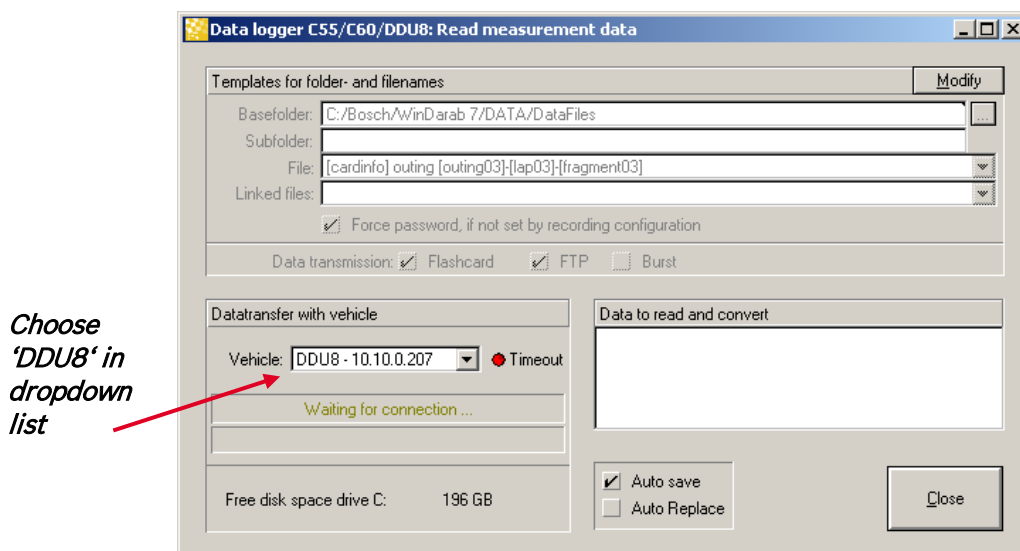 Data logger C55/C60/DDU8: Read measurement data
Templates for folder- and filenames
Modify
Basefolder: C:/Bosch/WinDarab 7/DATA/DataFiles
...
Subfolder:
File: [cardinfo] outing [outing03]-[lap03]-[fragment03]
Linked files:
Force password, if not set by recording configuration
Data transmission: Flashcard FTP Burst
Choose
‘DDU8‘ in
dropdown
list
Datatransfer with vehicle
Vehicle: DDU8 - 10.10.0.207 Timeout
Waiting for connection ...
Free disk space drive C: 196 GB
Data to read and convert
Auto save
Auto Replace
Close